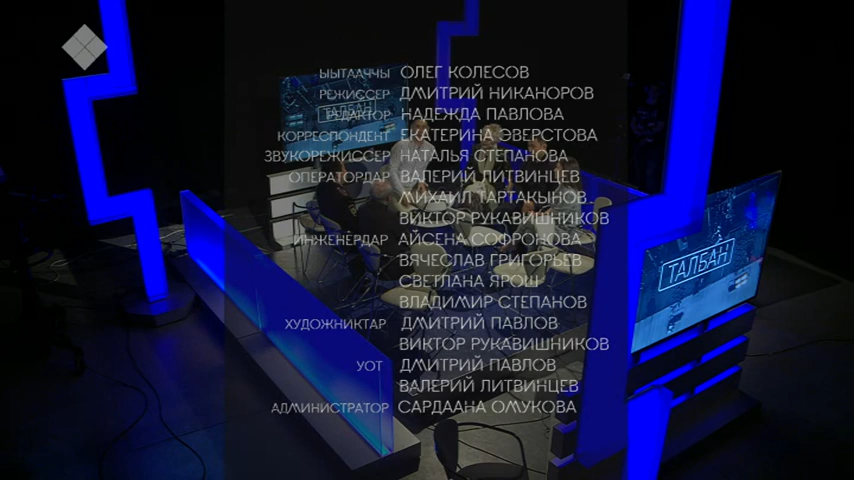 ЫЫТААЧЧЫ ОЛЕГ КОЛЕСОВ
РЕЖИССЕР ДМИТРИЙ НИКАНОРОВ
РЕДАКТОР НАДЕЖДА ПАВЛОВА
КОРРЕСПОНДЕНТ ЕКАТЕРИНА ЭВЕРСТОВА
ЗВУКОРЕЖИССЕР НАТАЛЬЯ СТЕПАНОВА
ОПЕРАТОРДАР ВАЛЕРИЙ ЛИТВИНЦЕВ
МИХАИЛ ТАРТАКЫНОВ
ВИКТОР РУКАВИШНИКОВ
ИНЖЕНЕРДАР АЙСЕНА СОФРОНОВА
ВЯЧЕСЛАВ ГРИГОРЬЕВ
СВЕТЛАНА ЯРОШ
ВЛАДИМИР СТЕПАНОВ
ХУДОЖНИКТАР ДМИТРИЙ ПАВЛОВ
ВИКТОР РУКАВИШНИКОВ
УОТ ДМИТРИЙ ПАВЛОВ
ВАЛЕРИЙ ЛИТВИНЦЕВ
АДМИНИСТРАТОР САРДААНА ОМУКОВА
ТАЛБАН
ТАЛБАН